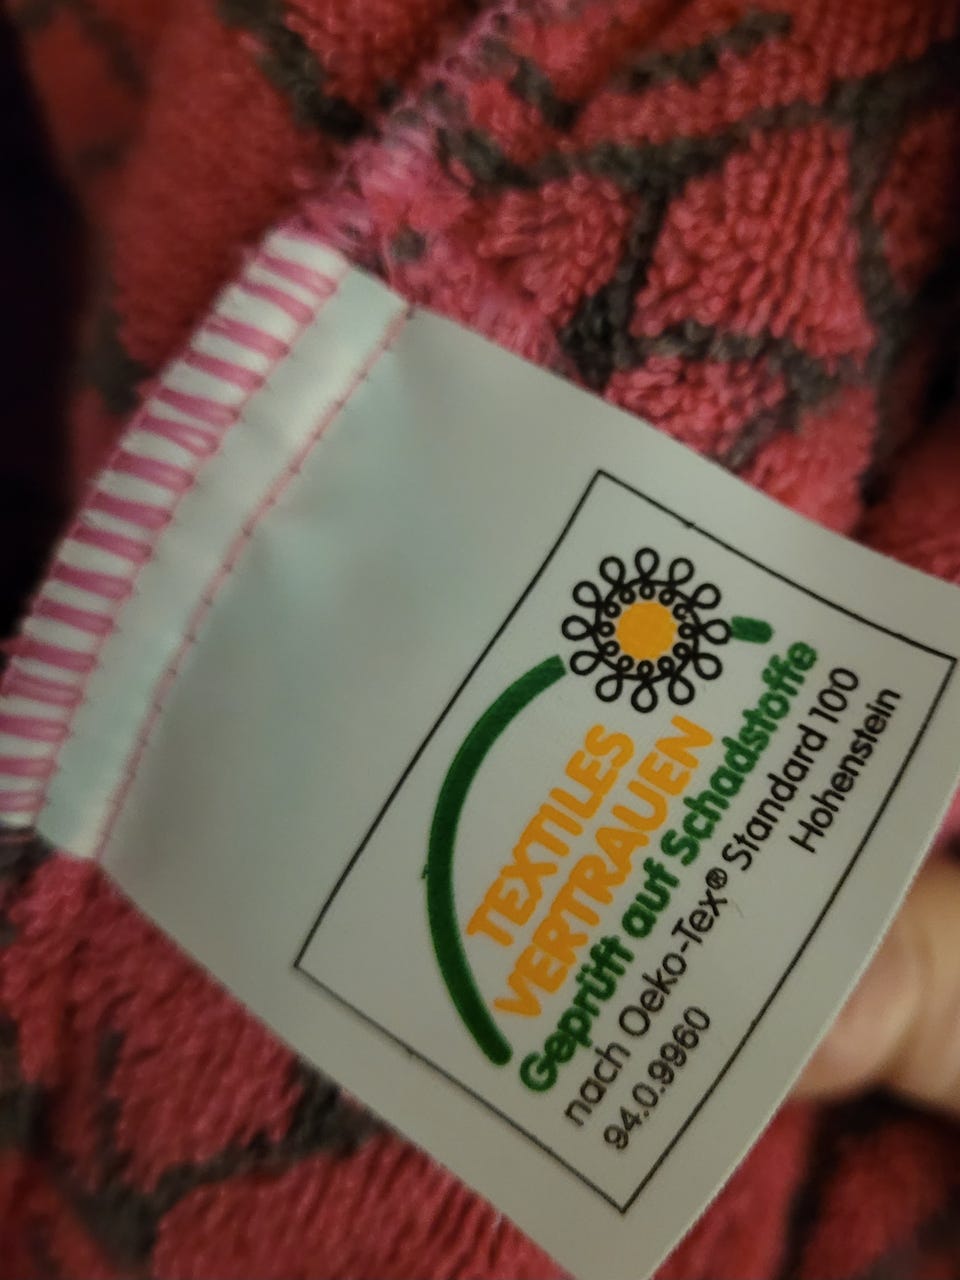 TEXTILES
VERTRAUEN
Geprüft auf Schadstoffe
nach Oeko-Tex® Standard 100
94.0.9960 Hohenstein